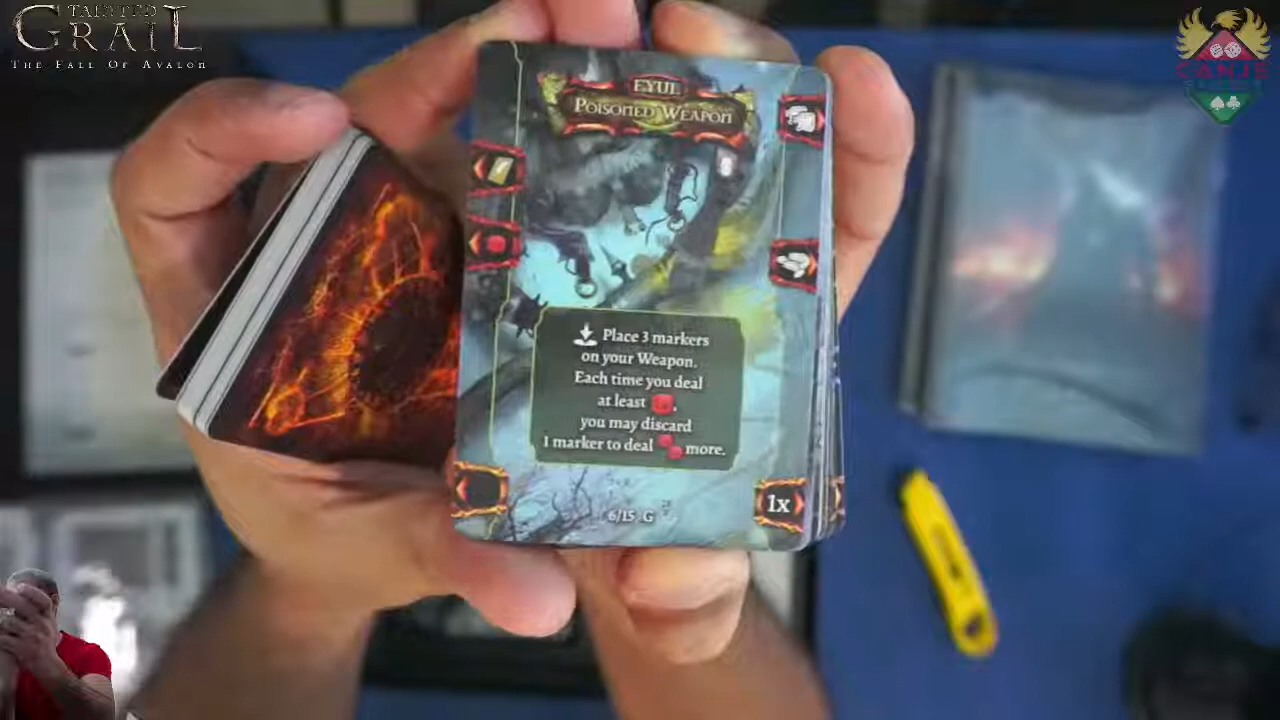 TAINTED
GRAIL
THE FALL OF AVALON
CANJE
EYUL
POISONED WEAPON
Place 3 markers
on your Weapon.
Each time you deal
at least
you may discard
1 marker to deal more.
6/15 G
1x